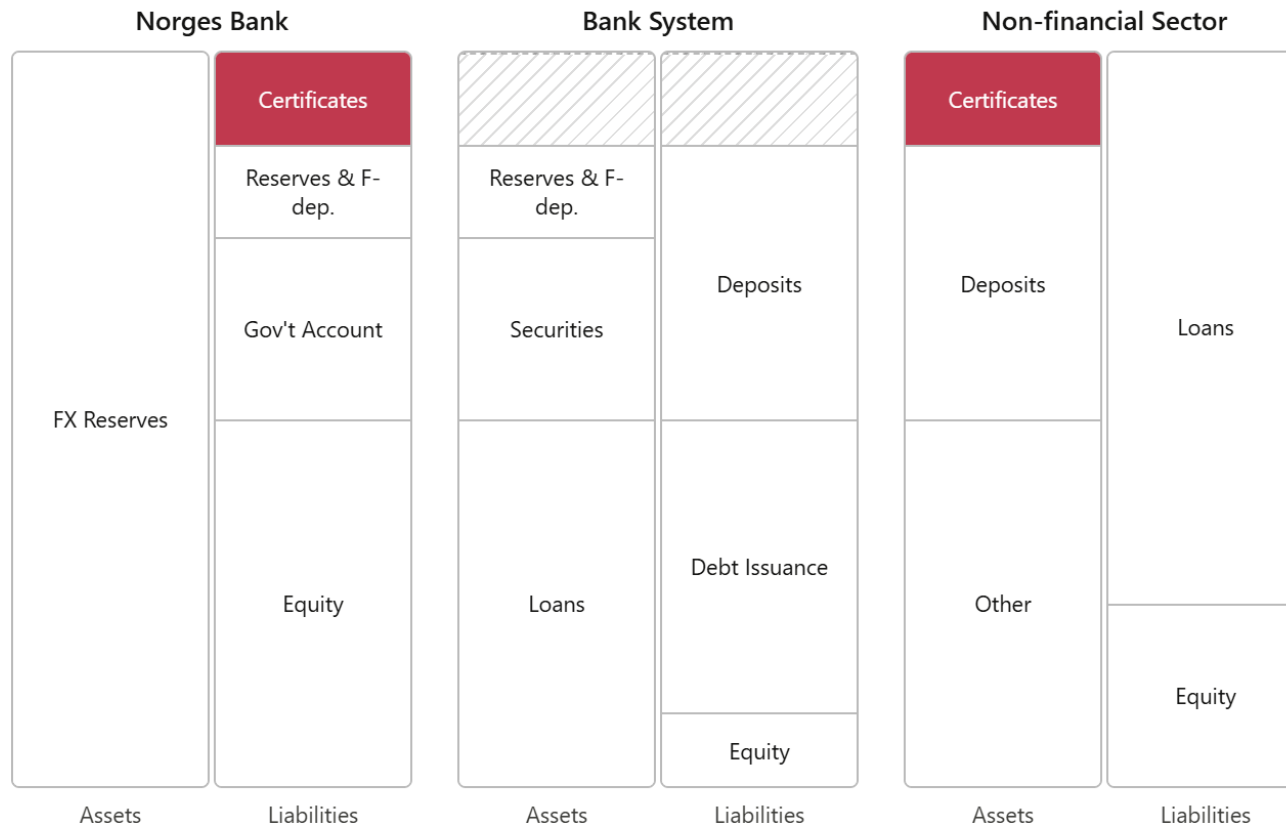 Norges Bank
Bank System
Non-financial Sector
FX Reserves
Certificates
Reserves & F-
dep.
Gov't Account
Equity
Reserves & F-
dep.
Securities
Loans
Deposits
Debt Issuance
Equity
Certificates
Deposits
Other
Loans
Equity
Assets
Liabilities
Assets
Liabilities
Assets
Liabilities